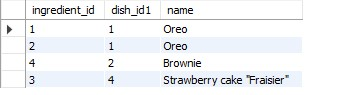 ingredient_id dish_id1 name
1 1 Oreo
2 1 Oreo
4 2 Brownie
3 4 Strawberry cake "Fraisier"